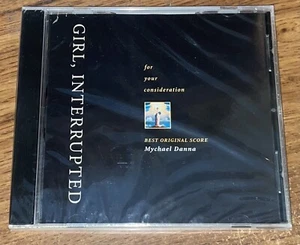 GIRL, INTERRUPTED
for
your
consideration
BEST ORIGINAL SCORE
Mychael Danna